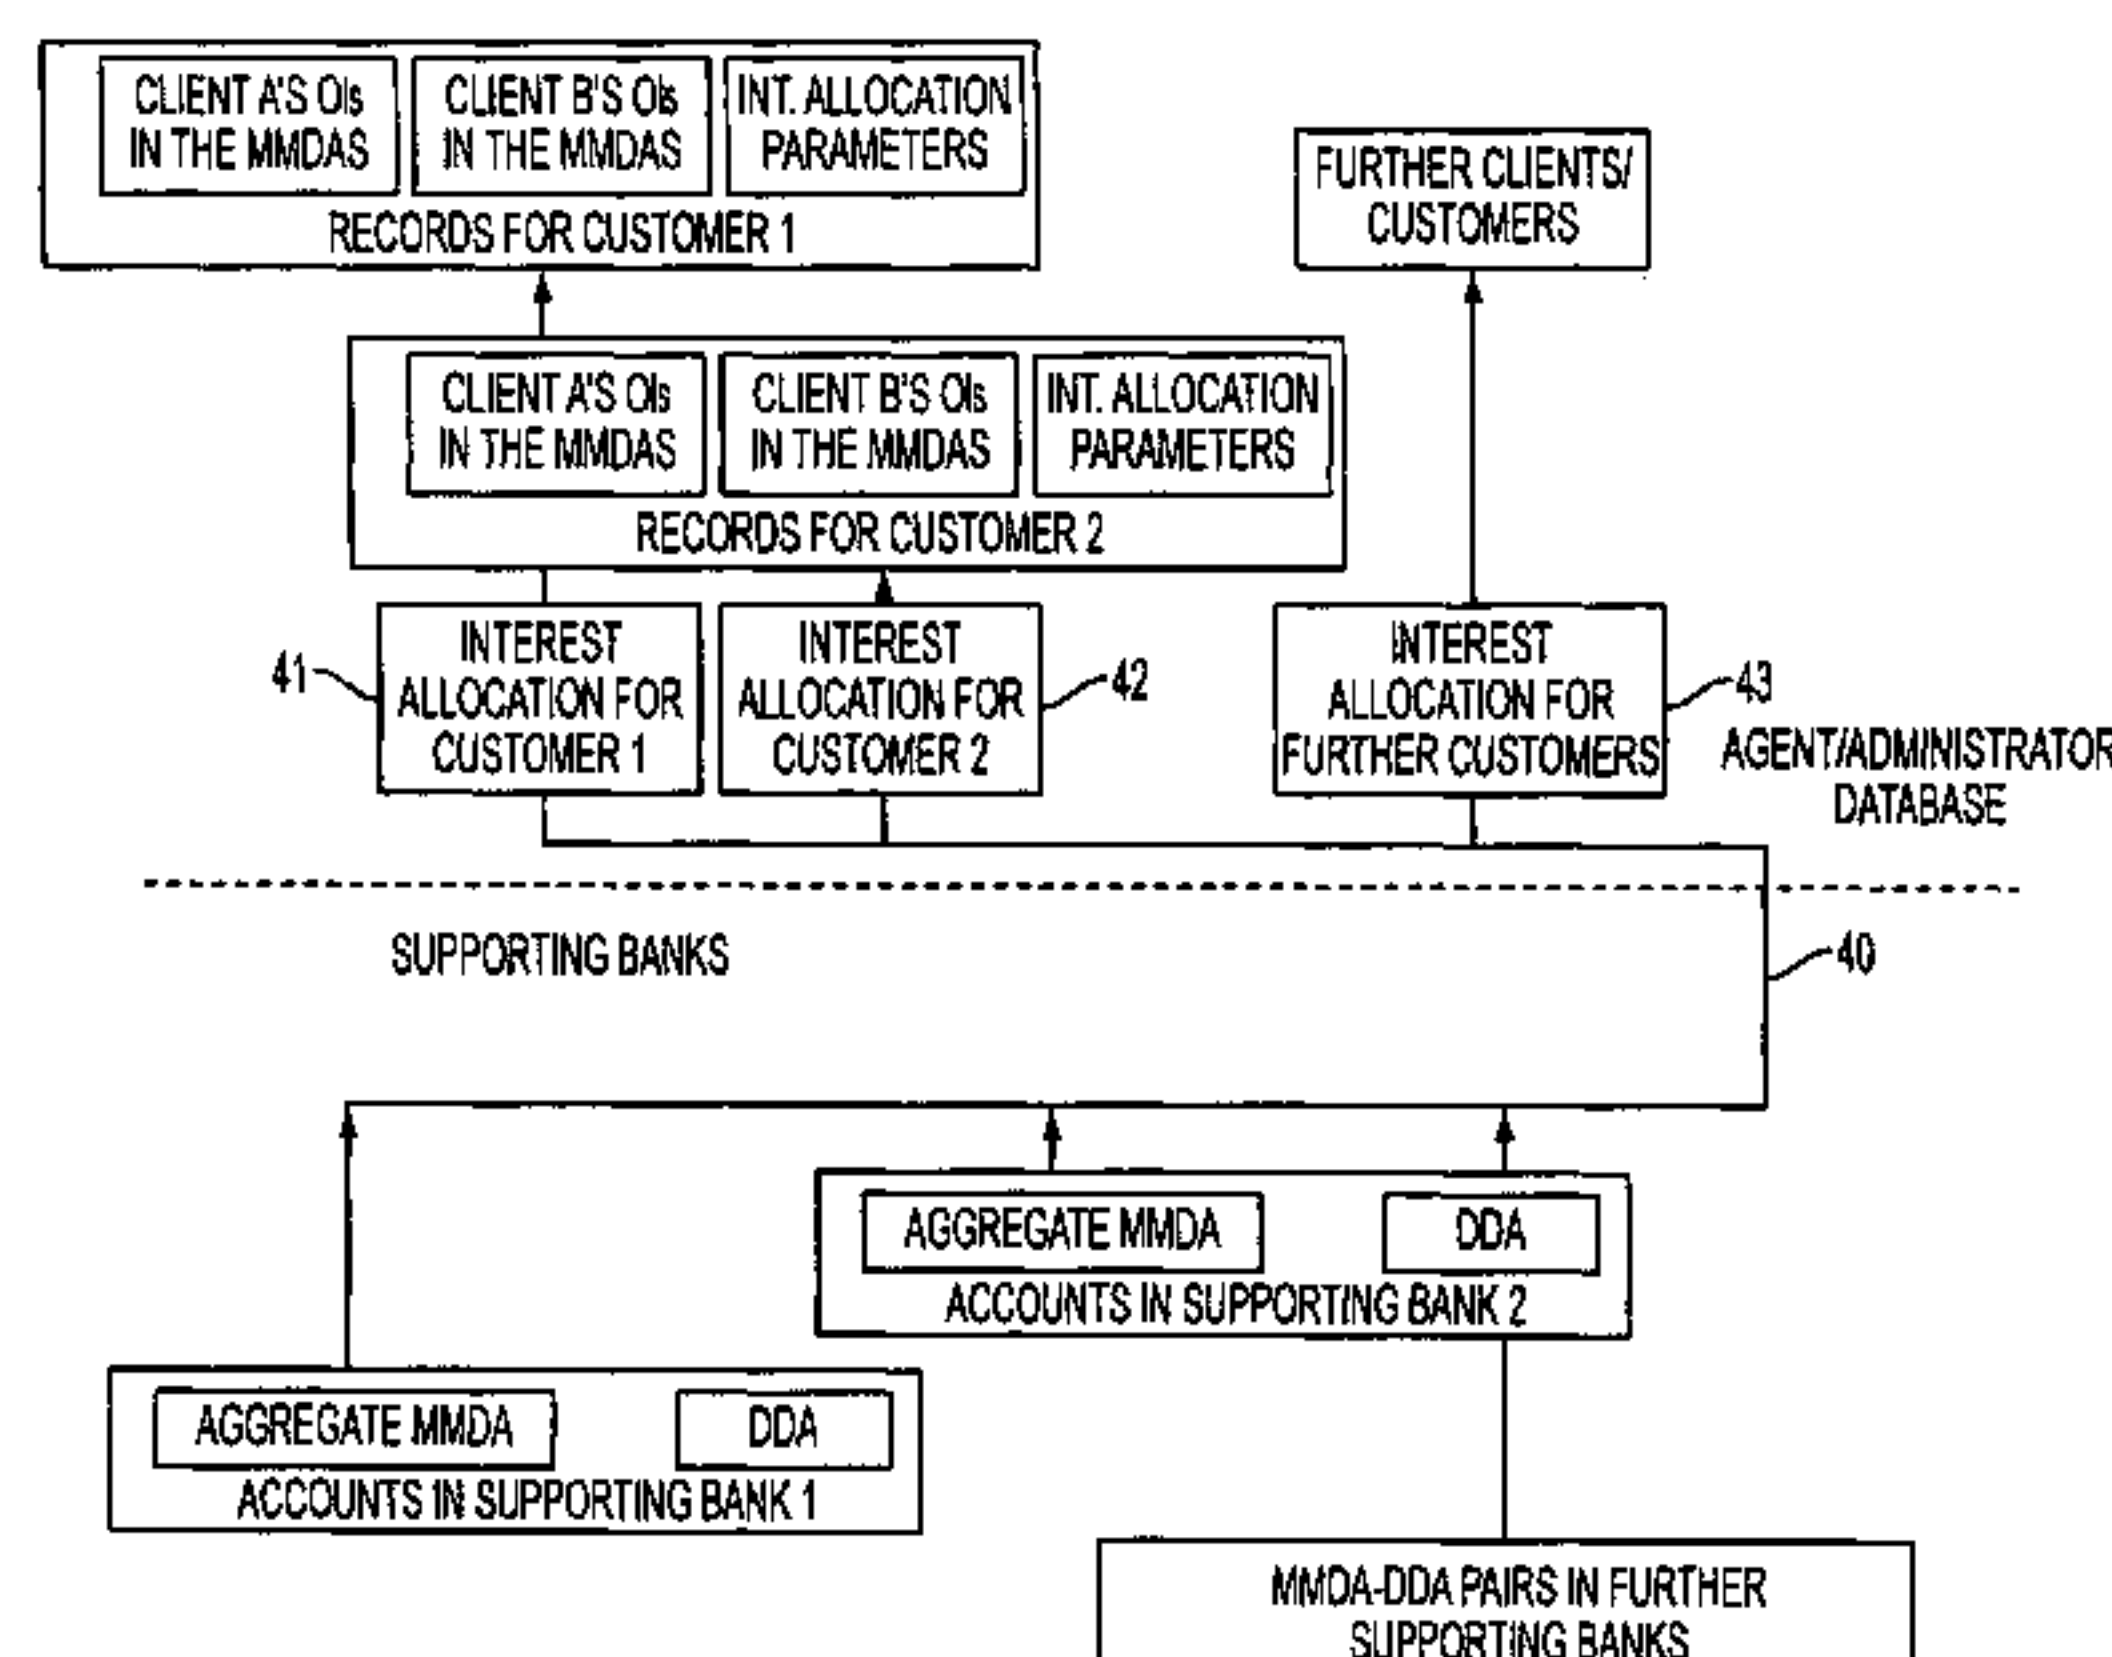 CLIENT A'S OIs
IN THE MMDAS
CLIENT B'S OIs
IN THE MMDAS
INT. ALLOCATION
PARAMETERS
RECORDS FOR CUSTOMER 1
FURTHER CLIENTS/
CUSTOMERS
CLIENT A'S OIs
IN THE MMDAS
CLIENT B'S OIs
IN THE MMDAS
INT. ALLOCATION
PARAMETERS
RECORDS FOR CUSTOMER 2
41
INTEREST
ALLOCATION FOR
CUSTOMER 1
INTEREST
ALLOCATION FOR
CUSTOMER 2
42
INTEREST
ALLOCATION FOR
FURTHER CUSTOMERS
43
AGENT/ADMINISTRATOR
DATABASE
SUPPORTING BANKS
40
AGGREGATE MMDA
DDA
ACCOUNTS IN SUPPORTING BANK 2
AGGREGATE MMDA
DDA
ACCOUNTS IN SUPPORTING BANK 1
MMDA-DDA PAIRS IN FURTHER
SUPPORTING BANKS